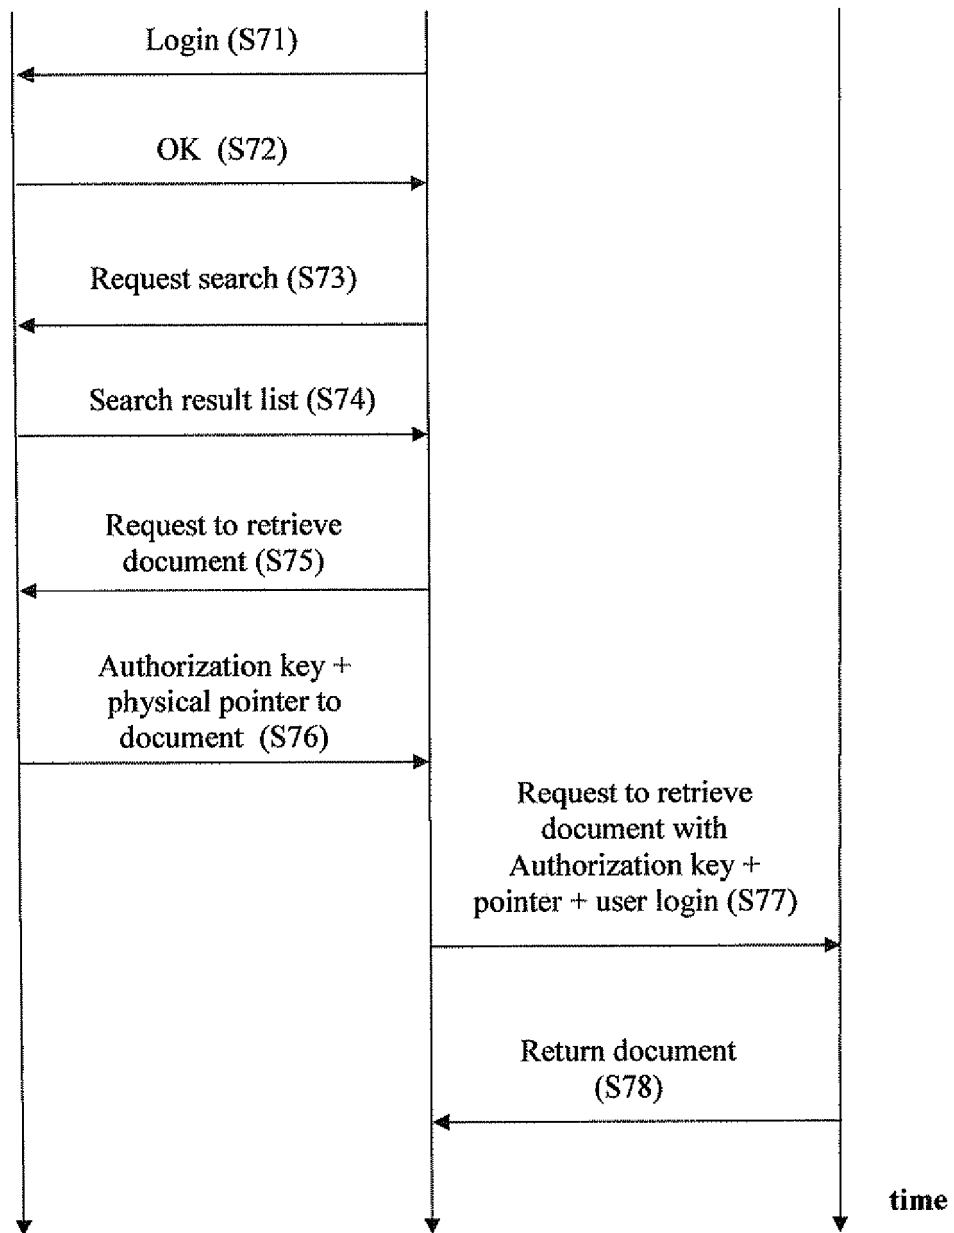 Login (S71)
OK (S72)
Request search (S73)
Search result list (S74)
Request to retrieve
document (S75)
Authorization key +
physical pointer to
document (S76)
Request to retrieve
document with
Authorization key +
pointer + user login (S77)
Return document
(S78)
time